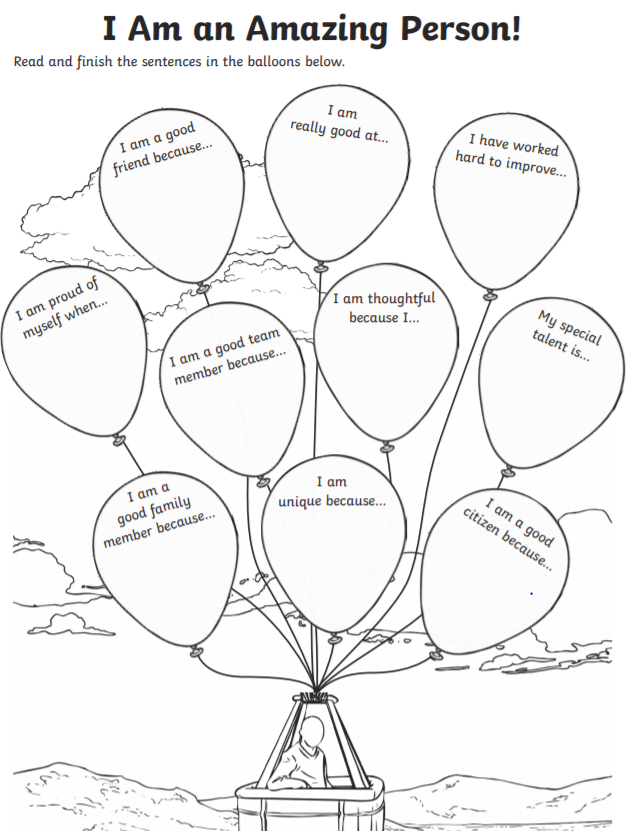 I Am an Amazing Person!
Read and finish the sentences in the balloons below.
I am a good
friend because...
I am
really good at...
I have worked
hard to improve...
I am proud of
myself when...
I am a good team
member because...
I am thoughtful
because I...
My special
talent is...
I am a
good family
member because...
I am
unique because...
I am a good
citizen because...